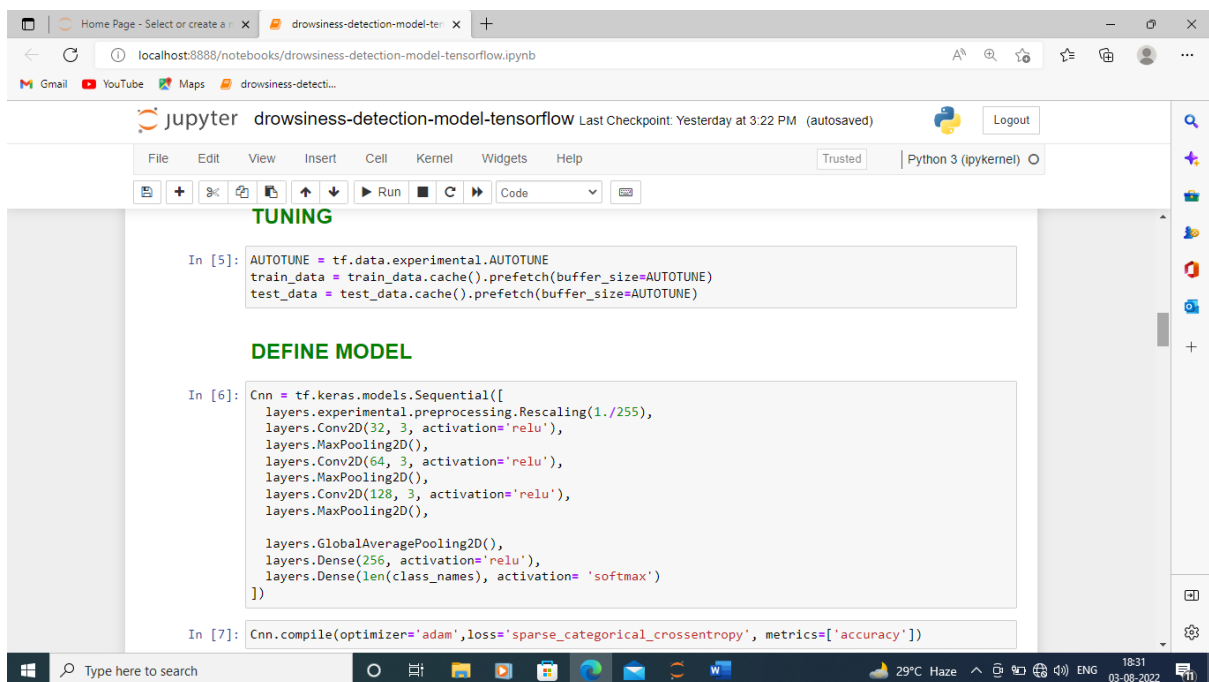 Home Page - Select or create a n
drowsiness-detection-model-ten
localhost:8888/notebooks/drowsiness-detection-model-tensorflow.ipynb
Gmail YouTube Maps drowsiness-detecti...
jupyter drowsiness-detection-model-tensorflow Last Checkpoint: Yesterday at 3:22 PM (autosaved)
Logout
File Edit View Insert Cell Kernel Widgets Help
Trusted
Python 3 (ipykernel)
Run
Code
TUNING
In [5]: AUTOTUNE = tf.data.experimental.AUTOTUNE
train_data = train_data.cache().prefetch(buffer_size=AUTOTUNE)
test_data = test_data.cache().prefetch(buffer_size=AUTOTUNE)
DEFINE MODEL
In [6]: Cnn = tf.keras.models.Sequential([
layers.experimental.preprocessing.Rescaling(1./255),
layers.Conv2D(32, 3, activation='relu'),
layers.MaxPooling2D(),
layers.Conv2D(64, 3, activation='relu'),
layers.MaxPooling2D(),
layers.Conv2D(128, 3, activation='relu'),
layers.MaxPooling2D(),
layers.GlobalAveragePooling2D(),
layers.Dense(256, activation='relu'),
layers.Dense(len(class_names), activation= 'softmax')
])
In [7]: Cnn.compile(optimizer='adam',loss='sparse_categorical_crossentropy', metrics=['accuracy'])
Type here to search
29°C Haze
ENG
18:31
03-08-2022